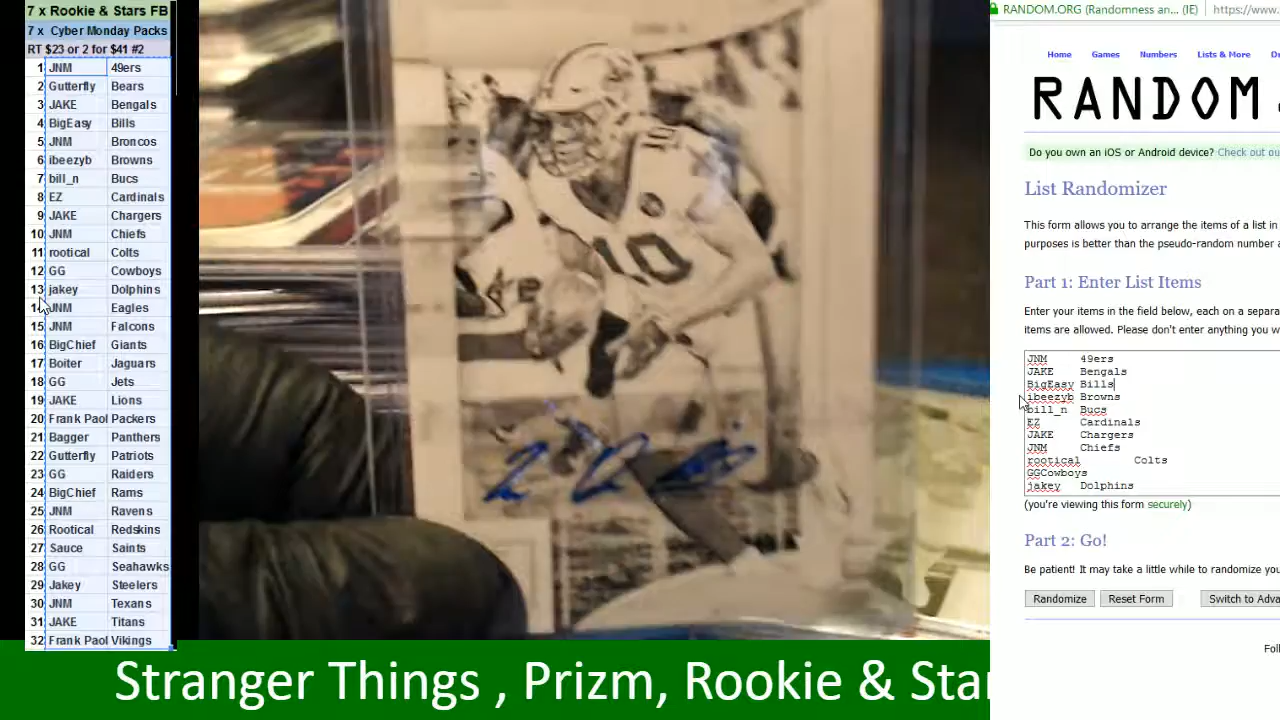 7 x Rookie & Stars FB
7 x Cyber Monday Packs
RT $23 or 2 for $41 #2
1 JNM 49ers
2 Gutterfly Bears
3 JAKE Bengals
4 BigEasy Bills
5 JNM Broncos
6 ibeezyb Browns
7 bill_n Bucs
8 EZ Cardinals
9 JAKE Chargers
10 JNM Chiefs
11 rootical Colts
12 GG Cowboys
13 jakey Dolphins
14 JNM Eagles
15 JNM Falcons
16 BigChief Giants
17 Boiter Jaguars
18 GG Jets
19 JAKE Lions
20 Frank Paol Packers
21 Bagger Panthers
22 Gutterfly Patriots
23 GG Raiders
24 BigChief Rams
25 JNM Ravens
26 Rootical Redskins
27 Sauce Saints
28 GG Seahawks
29 Jakey Steelers
30 JNM Texans
31 JAKE Titans
32 Frank Paol Vikings
10
Stranger Things , Prizm, Rookie & Star
RANDOM.ORG (Randomness an... (IE) https://www.
Home Games Numbers Lists & More
RANDOM
Do you own an iOS or Android device? Check out ou
List Randomizer
This form allows you to arrange the items of a list in
purposes is better than the pseudo-random number a
Part 1: Enter List Items
Enter your items in the field below, each on a separa
items are allowed. Please don't enter anything you w
JNM 49ers
JAKE Bengals
BigEasy Bills
ibeezyb Browns
bill_n Bucs
EZ Cardinals
JAKE Chargers
JNM Chiefs
rootical Colts
GGCowboys
jakey Dolphins
(you're viewing this form securely)
Part 2: Go!
Be patient! It may take a little while to randomize you
Randomize Reset Form Switch to Adva
Foll